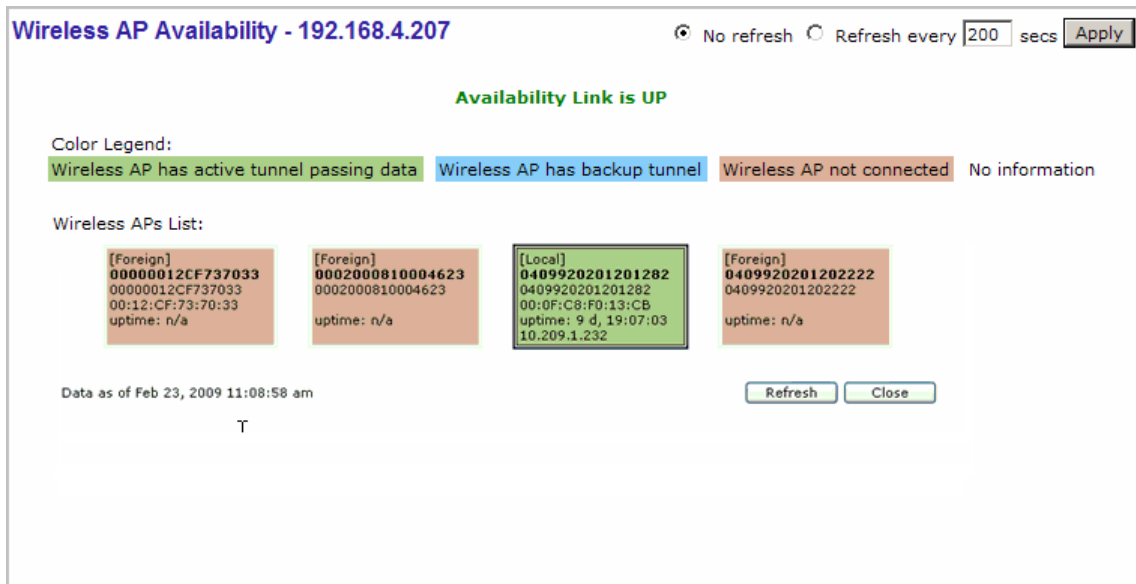 Wireless AP Availability - 192.168.4.207
No refresh Refresh every 200 secs Apply
Availability Link is UP
Color Legend:
Wireless AP has active tunnel passing data Wireless AP has backup tunnel Wireless AP not connected No information
Wireless APs List:
[Foreign]
00000012CF737033
00000012CF737033
00:12:CF:73:70:33
uptime: n/a
[Foreign]
0002000810004623
0002000810004623
uptime: n/a
[Local]
0409920201201282
0409920201201282
00:0F:C8:F0:13:CB
uptime: 9 d, 19:07:03
10.209.1.232
[Foreign]
0409920201202222
0409920201202222
uptime: n/a
Data as of Feb 23, 2009 11:08:58 am
Refresh Close